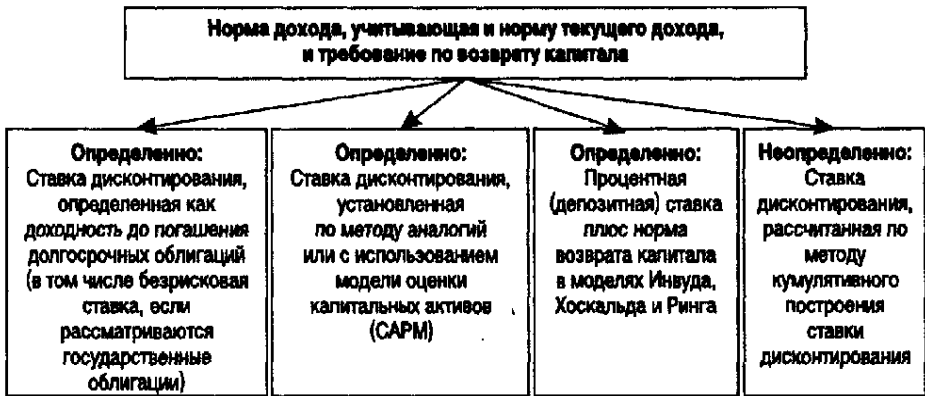 Норма дохода, учитывающая и норму текущего дохода,
и требование по возврату капитала
Определенно:
Ставка дисконтирования,
определенная как
доходность до погашения
долгосрочных облигаций
(в том числе безрисковая
ставка, если
рассматриваются
государственные
облигации)
Определенно:
Ставка дисконтирования,
установленная
по методу аналогий
или с использованием
модели оценки
капитальных активов
(САРМ)
Определенно:
Процентная
(депозитная) ставка
плюс норма
возврата капитала
в моделях Инвуда,
Хоскальда и Ринга
Неопределенно:
Ставка
дисконтирования,
рассчитанная по
методу
кумулятивного
построения
ставки
дисконтирования